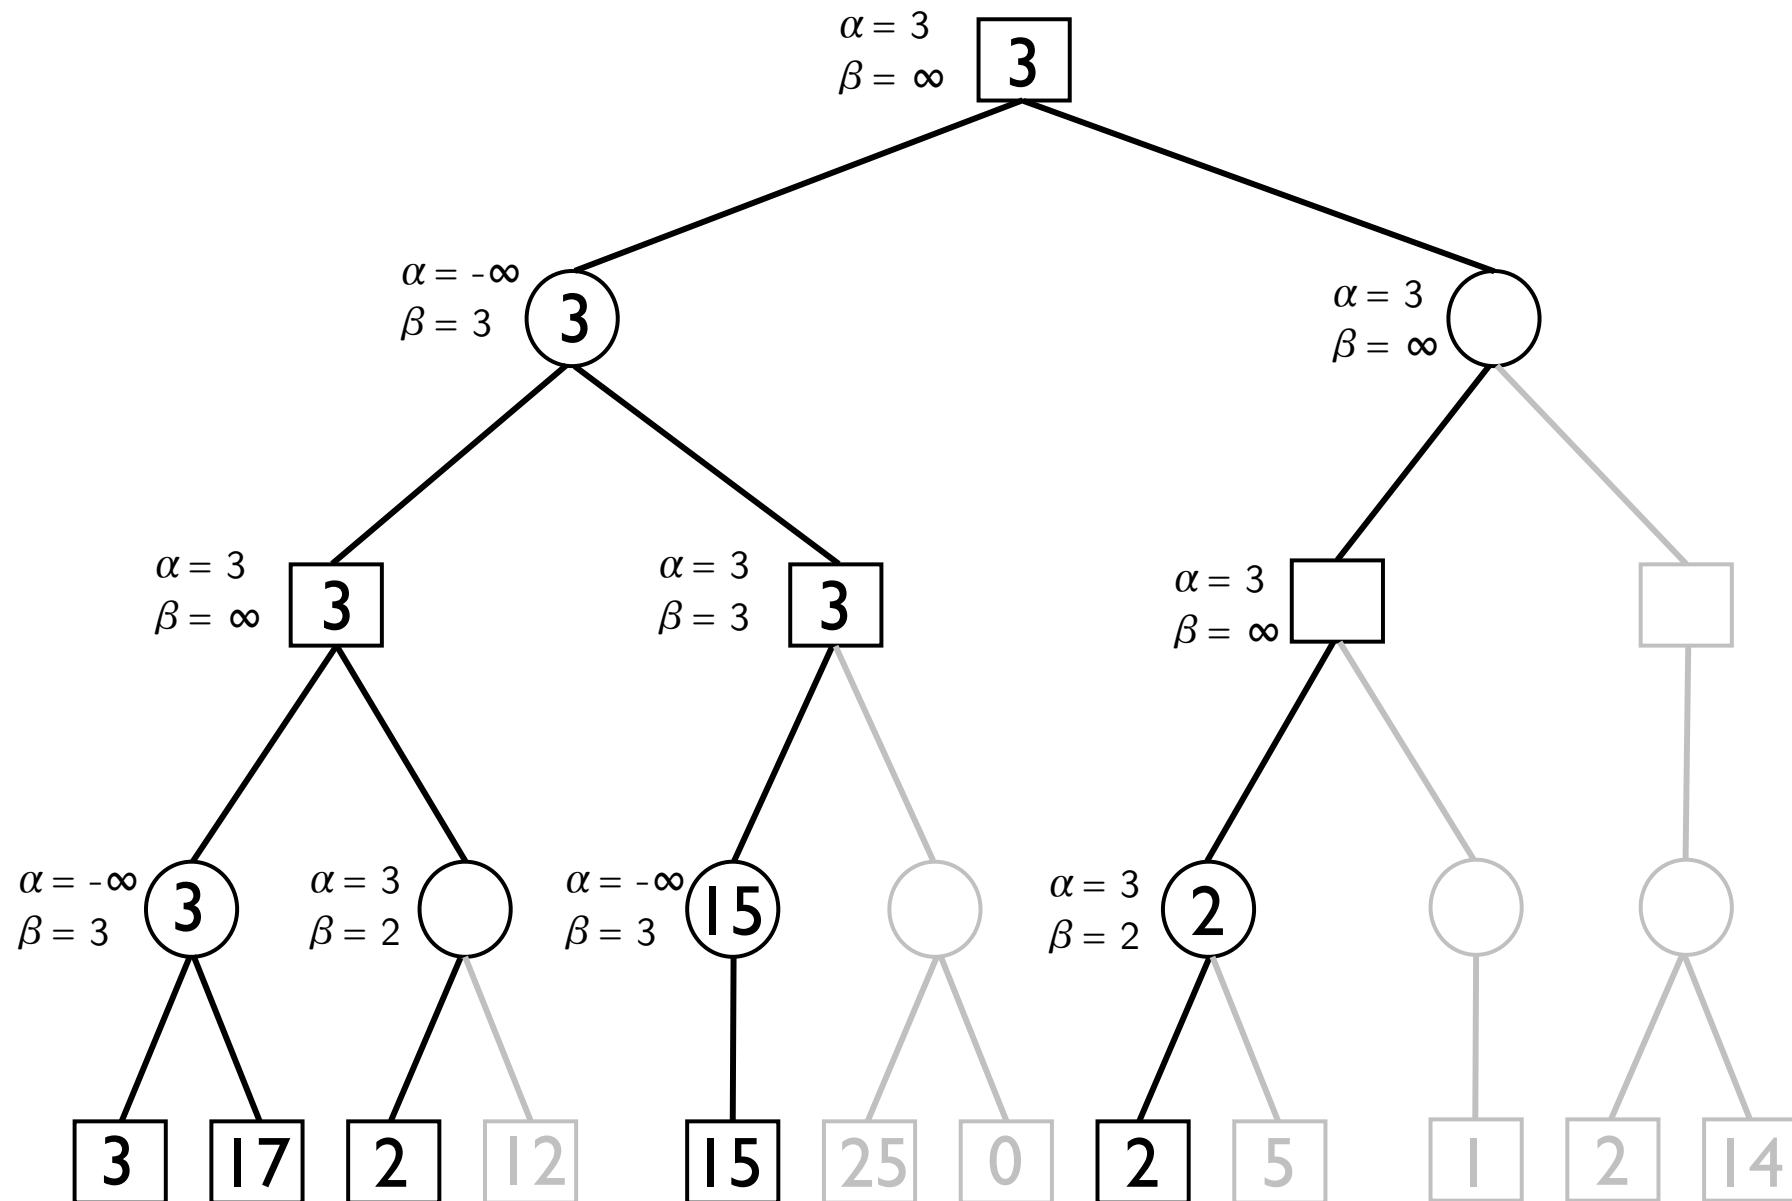 α = 3
β = ∞
3
α = -∞
β = 3
3
α = 3
β = ∞
α = 3
β = ∞
3
α = 3
β = 3
3
α = 3
β = ∞
α = -∞
β = 3
3
α = 3
β = 2
α = -∞
β = 3
15
α = 3
β = 2
2
3 17 2 12 15 25 0 2 5 1 2 14